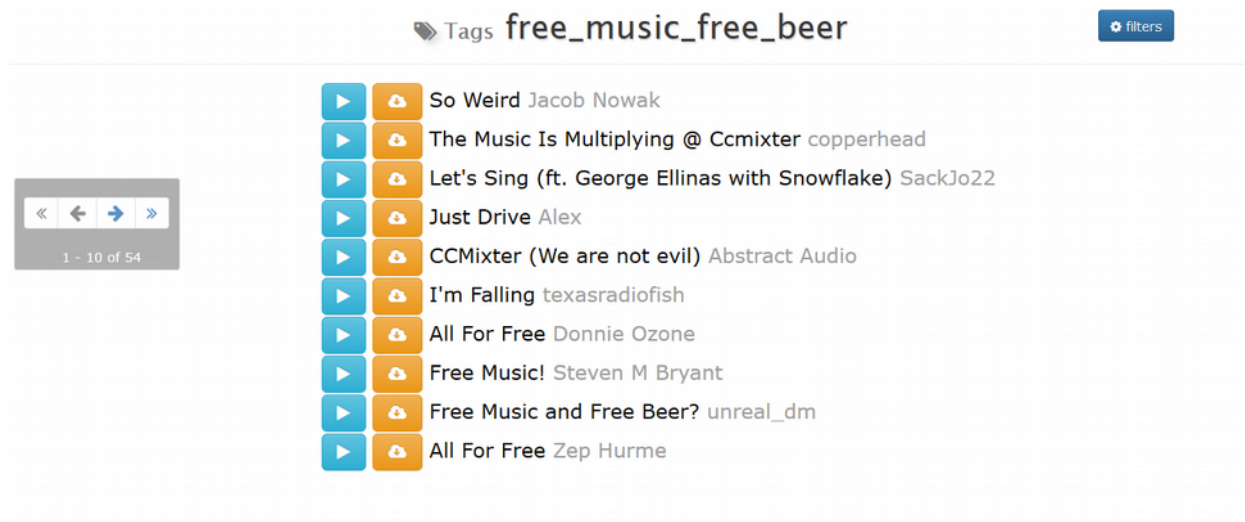 Tags free_music_free_beer
filters
So Weird Jacob Nowak
The Music Is Multiplying @ Ccmixter copperhead
Let's Sing (ft. George Ellinas with Snowflake) SackJo22
Just Drive Alex
CCMixter (We are not evil) Abstract Audio
I'm Falling texasradiofish
All For Free Donnie Ozone
Free Music! Steven M Bryant
Free Music and Free Beer? unreal_dm
All For Free Zep Hurme
1 - 10 of 54